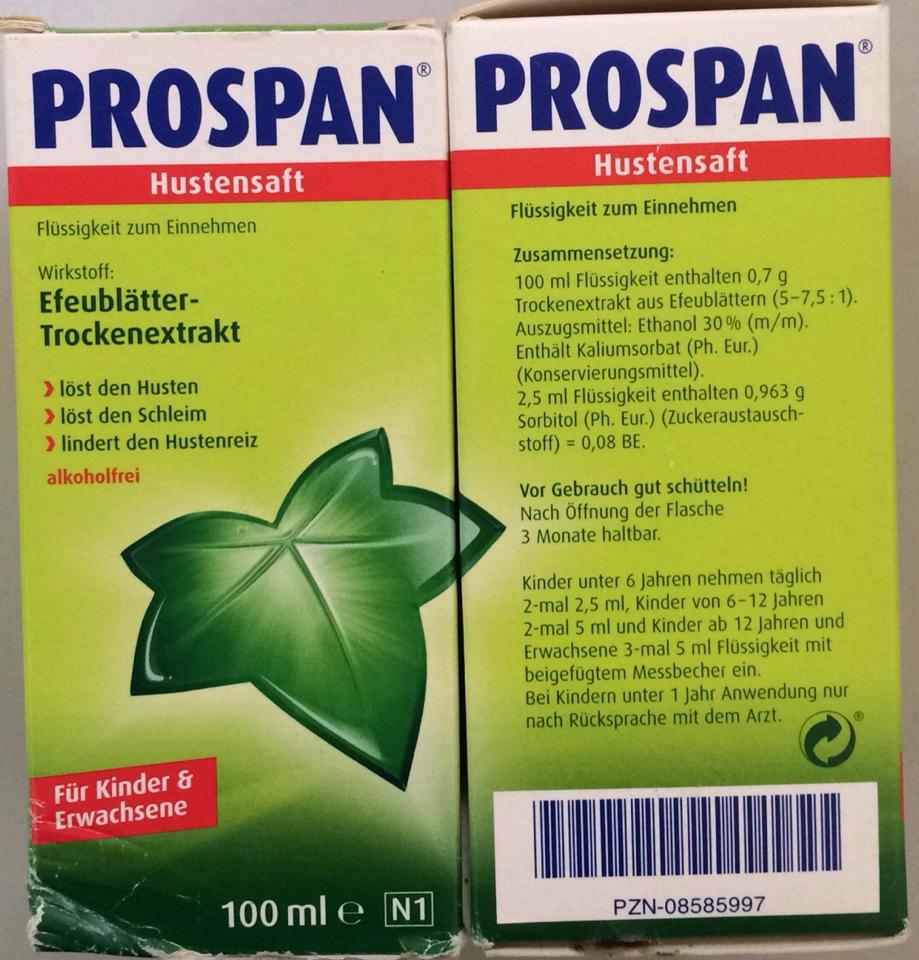 PROSPAN®
Hustensaft
Flüssigkeit zum Einnehmen
Wirkstoff:
Efeublätter-
Trockenextrakt
löst den Husten
löst den Schleim
lindert den Hustenreiz
alkoholfrei
Für Kinder &
Erwachsene
100 ml e N1
PROSPAN®
Hustensaft
Flüssigkeit zum Einnehmen
Zusammensetzung:
100 ml Flüssigkeit enthalten 0,7 g
Trockenextrakt aus Efeublättern (5–7,5 : 1).
Auszugsmittel: Ethanol 30 % (m/m).
Enthält Kaliumsorbat (Ph. Eur.)
(Konservierungsmittel).
2,5 ml Flüssigkeit enthalten 0,963 g
Sorbitol (Ph. Eur.) (Zuckeraustausch-
stoff) = 0,08 BE.
Vor Gebrauch gut schütteln!
Nach Öffnung der Flasche
3 Monate haltbar.
Kinder unter 6 Jahren nehmen täglich
2-mal 2,5 ml, Kinder von 6–12 Jahren
2-mal 5 ml und Kinder ab 12 Jahren und
Erwachsene 3-mal 5 ml Flüssigkeit mit
beigefügtem Messbecher ein.
Bei Kindern unter 1 Jahr Anwendung nur
nach Rücksprache mit dem Arzt.
®
PZN-08585997